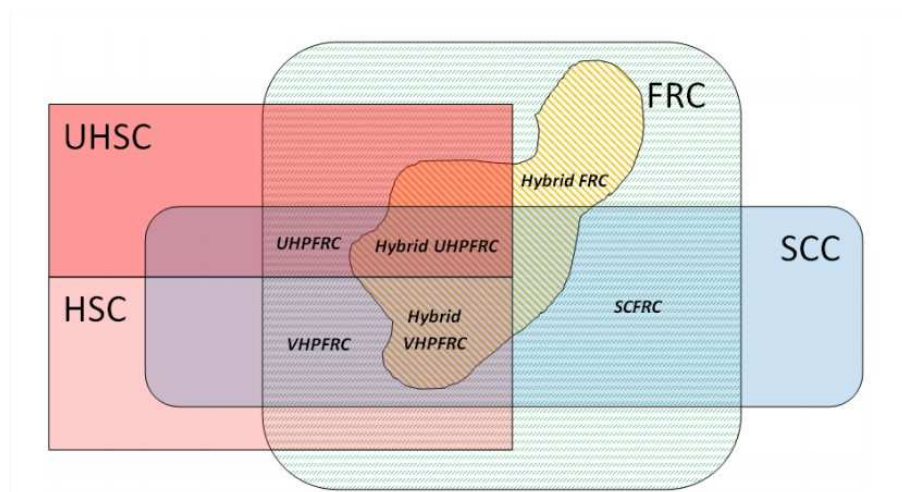 UHSC
FRC
Hybrid FRC
UHPFRC
Hybrid UHPFRC
SCC
HSC
SCFRC
VHPFRC
Hybrid
VHPFRC